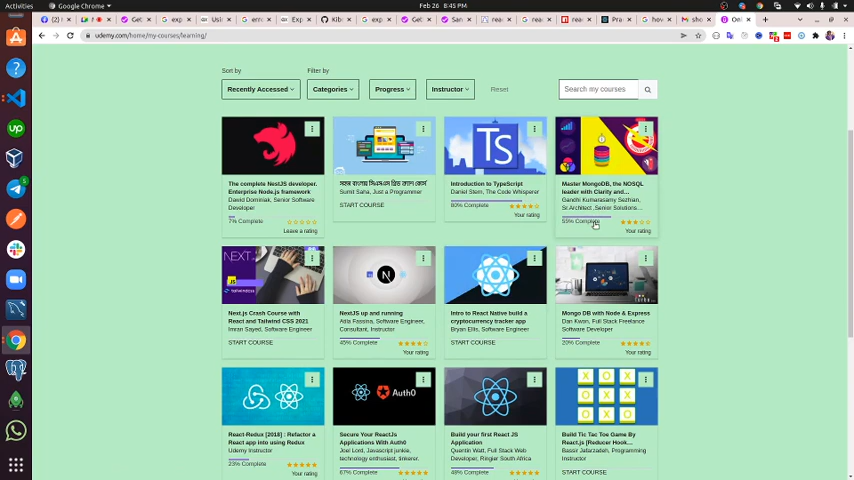 Activities
Google Chrome
Feb 26 8:45 PM
udemy.com/home/my-courses/learning/
Sort by
Filter by
Recently Accessed
Categories
Progress
Instructor
Reset
Search my courses
The complete NestJS developer.
Enterprise Node.js framework
David Dominiak, Senior Software
Developer
7% Complete
Leave a rating
Sumit Saha, Just a Programmer
START COURSE
TS
Introduction to TypeScript
Daniel Stern, The Code Whisperer
80% Complete
Your rating
Master MongoDB, the NOSQL
leader with Clarity and...
Gandhi Kumarasamy Sezhian,
Sr.Architect ,Senior Solutions...
55% Complete
Your rating
NEXT
JS
Next.js Crash Course with
React and Tailwind CSS 2021
Imran Sayed, Software Engineer
START COURSE
N
NextJS up and running
Atila Fassina, Software Engineer,
Consultant, Instructor
45% Complete
Your rating
Intro to React Native build a
cryptocurrency tracker app
Bryan Ellis, Software Engineer
START COURSE
Mongo DB with Node & Express
Dan Kwon, Full Stack Freelance
Software Developer
20% Complete
Your rating
React-Redux [2018] : Refactor a
React app into using Redux
Udemy Instructor
23% Complete
Your rating
Auth0
Secure Your ReactJs
Applications With Auth0
Joel Lord, Javascript junkie,
technology enthusiast, tinkerer.
67% Complete
Build your first React JS
Application
Quentin Watt, Full Stack Web
Developer, Ringier South Africa
48% Complete
X O X
O X O
X O X
Build Tic Tac Toe Game By
React.js [Reducer Hook...
Bassir Jafarzadeh, Programming
Instructor
START COURSE